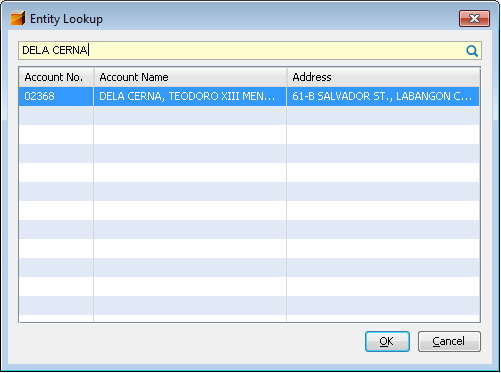 Entity Lookup
DELA CERNA
Account No. Account Name Address
02368 DELA CERNA, TEODORO XIII MEN... 61-B SALVADOR ST., LABANGON C...
OK Cancel